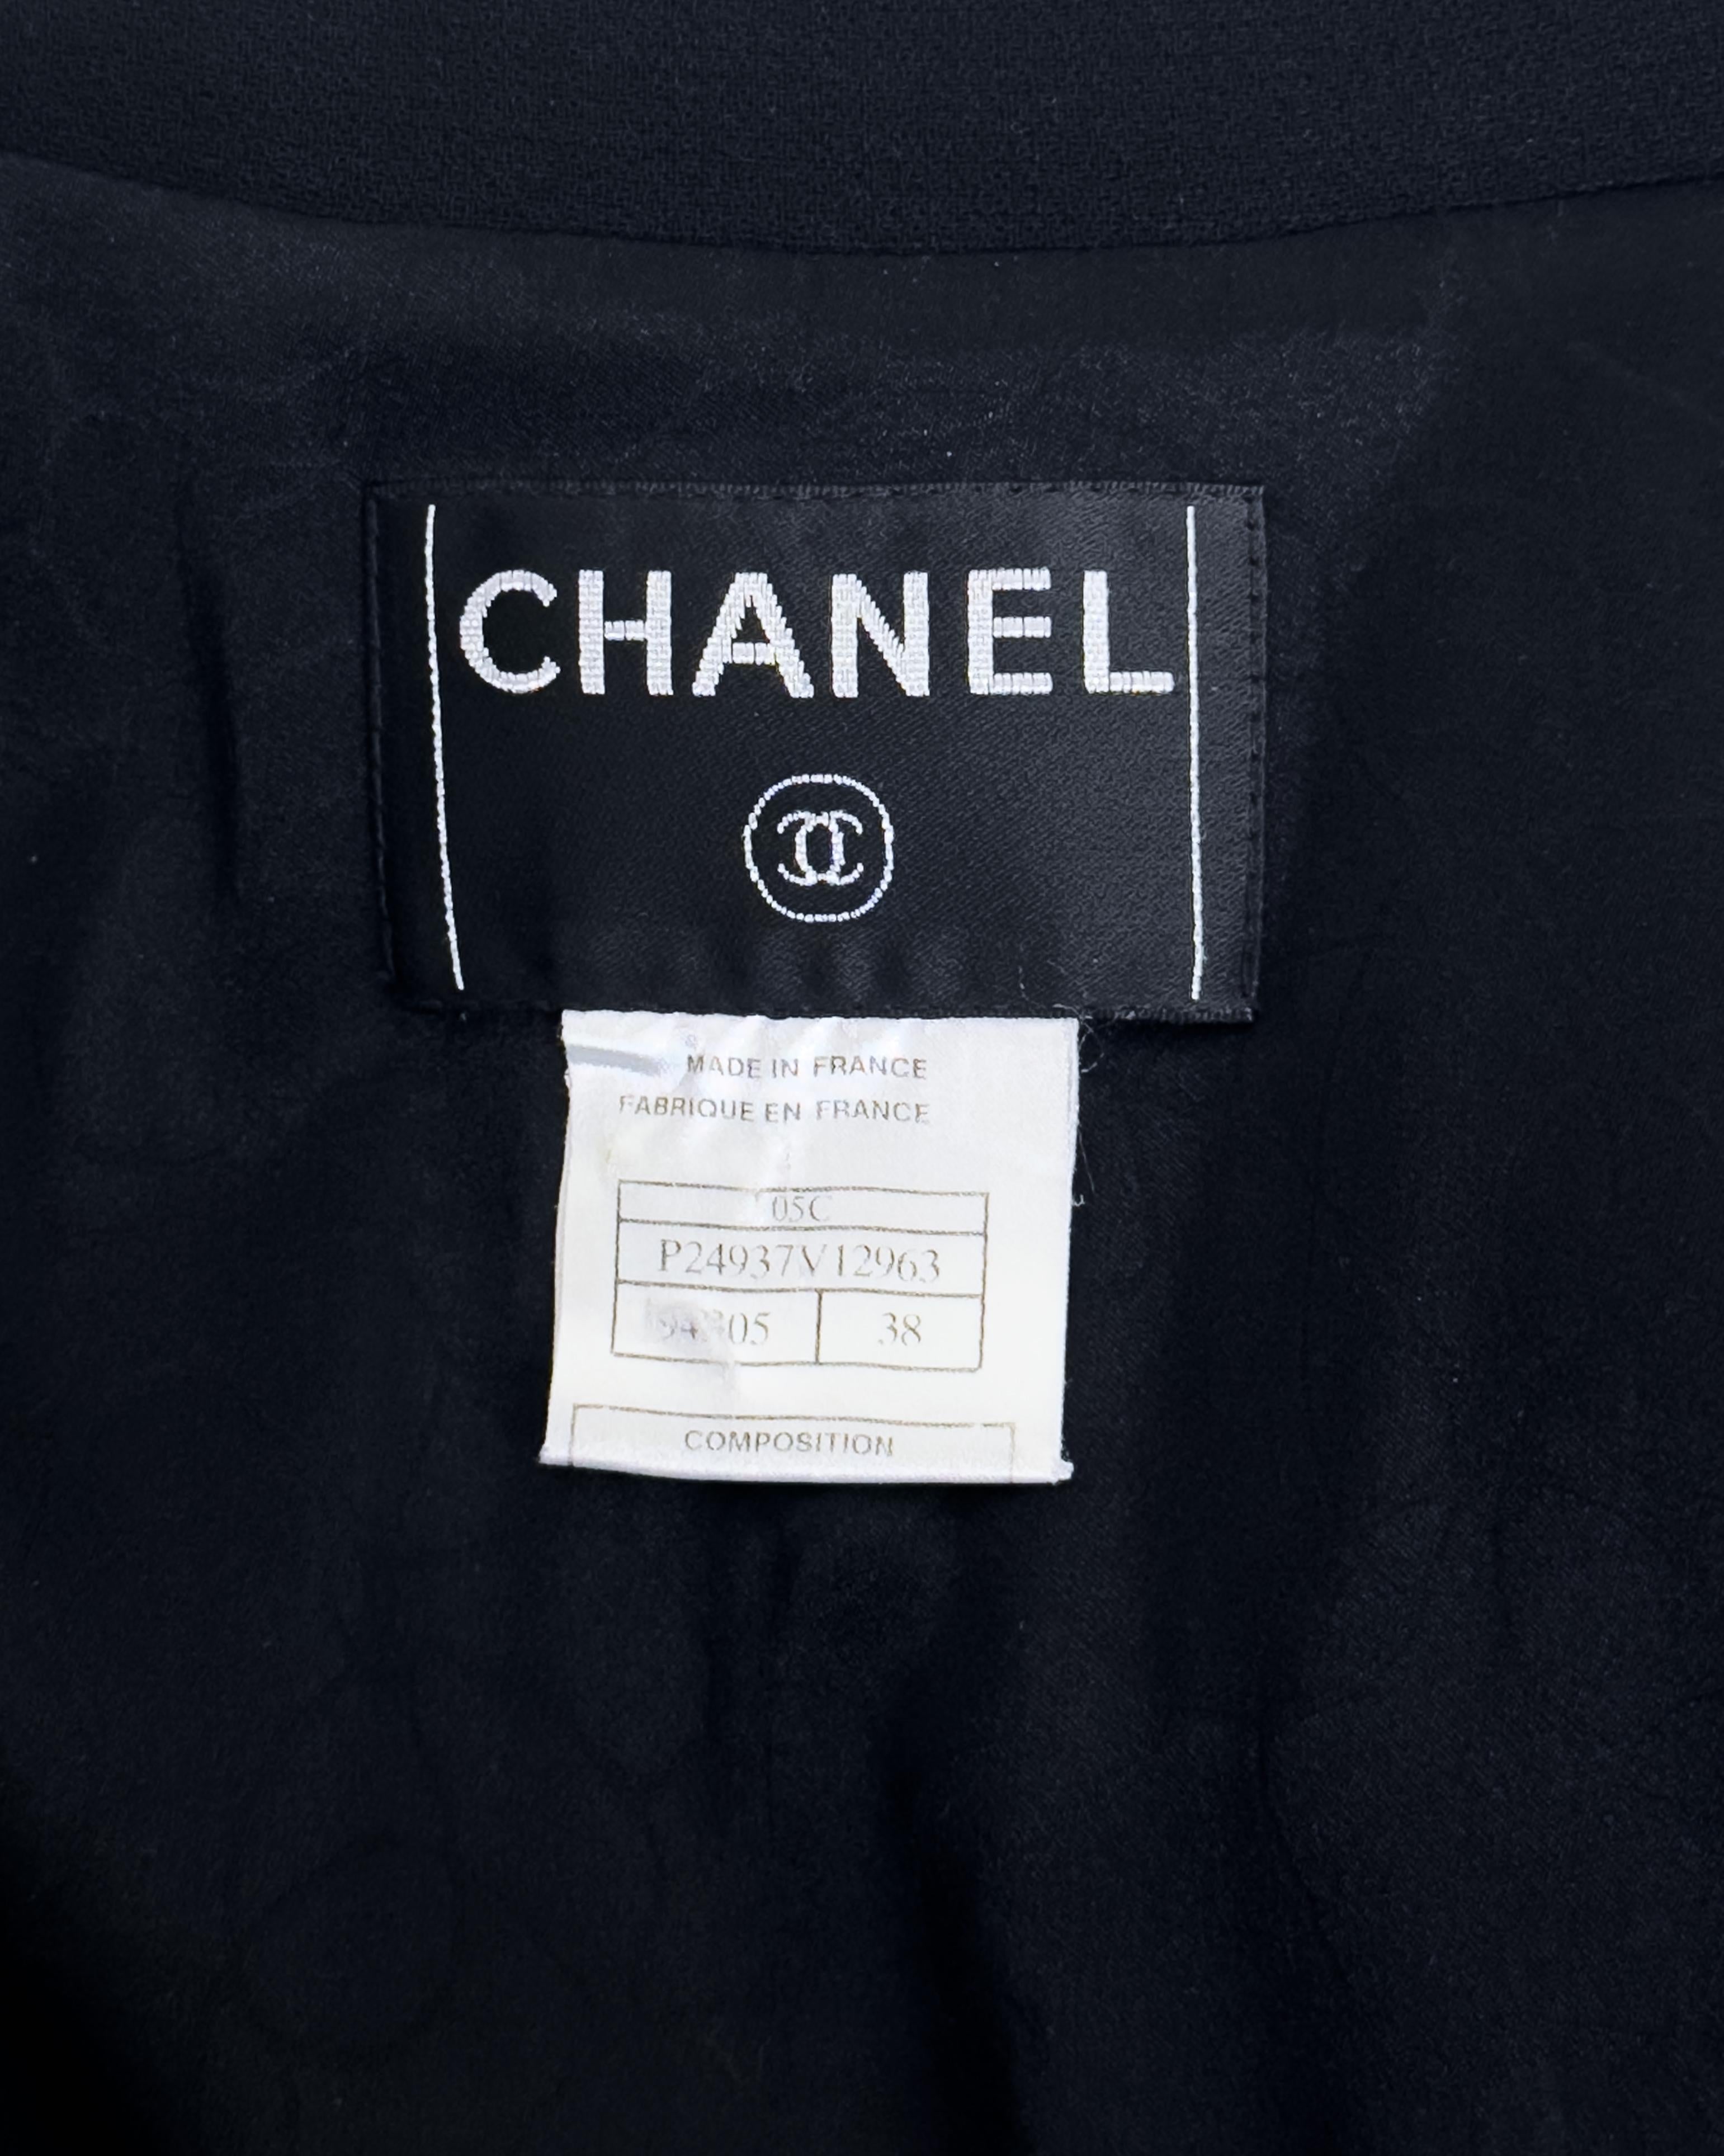 CHANEL
MADE IN FRANCE
FABRIQUE EN FRANCE
05C
P24937V12963
38
COMPOSITION